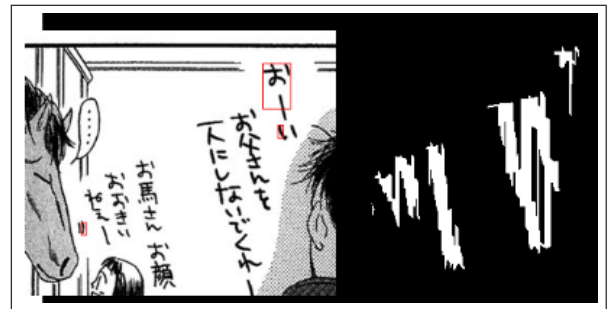 おーい
お父さんを
一人にしないでくれー
お馬さん お顔
おおきい
ねぇー
……